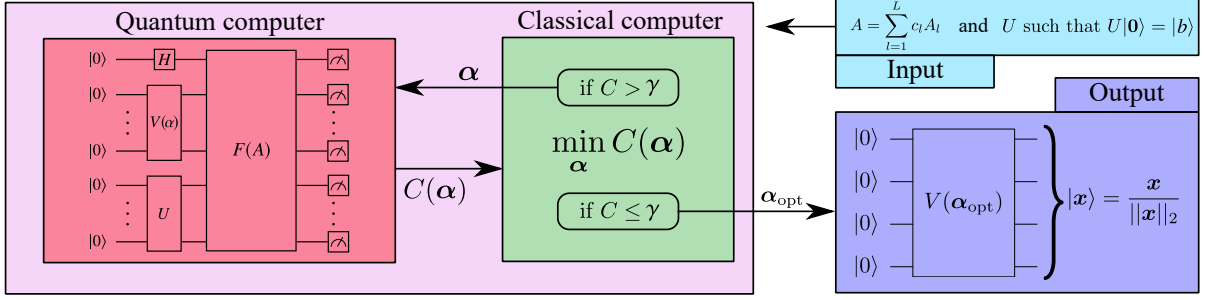 Quantum computer
Classical computer
A = \sum_{l=1}^{L} c_l A_l and U such that U|0⟩ = |b⟩
Input
Output
|0⟩ H
|0⟩
V(α)
|0⟩
|0⟩
U
|0⟩
F(A)
α
C(α)
if C > γ
min_α C(α)
if C ≤ γ
α_opt
|0⟩
|0⟩
|0⟩
|0⟩
V(α_opt)
|x⟩ = x / ||x||_2